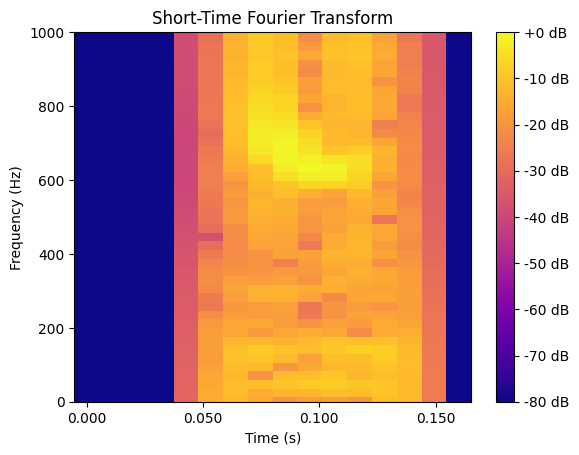 Short-Time Fourier Transform
1000
800
600
400
200
0
Frequency (Hz)
0.000
0.050
0.100
0.150
Time (s)
+0 dB
-10 dB
-20 dB
-30 dB
-40 dB
-50 dB
-60 dB
-70 dB
-80 dB